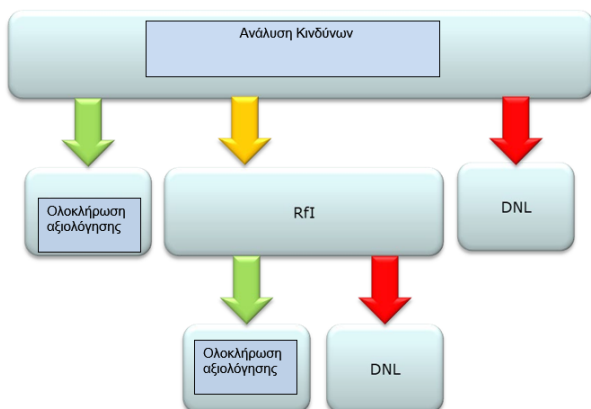 Ανάλυση Κινδύνων
Ολοκλήρωση
αξιολόγησης
RfI
DNL
Ολοκλήρωση
αξιολόγησης
DNL